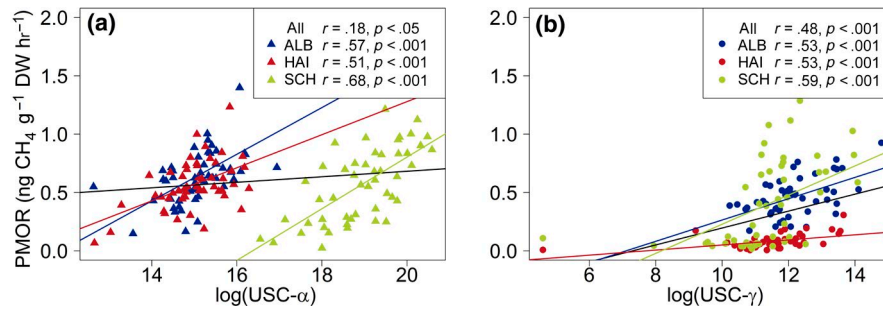 PMOR (ng CH₄ g⁻¹ DW hr⁻¹)
(a)
All r = .18, p < .05
ALB r = .57, p < .001
HAI r = .51, p < .001
SCH r = .68, p < .001
2.0
1.5
1.0
0.5
0.0
14 16 18 20
log(USC-α)
(b)
All r = .48, p < .001
ALB r = .53, p < .001
HAI r = .53, p < .001
SCH r = .59, p < .001
2.0
1.5
1.0
0.5
0.0
6 8 10 12 14
log(USC-γ)